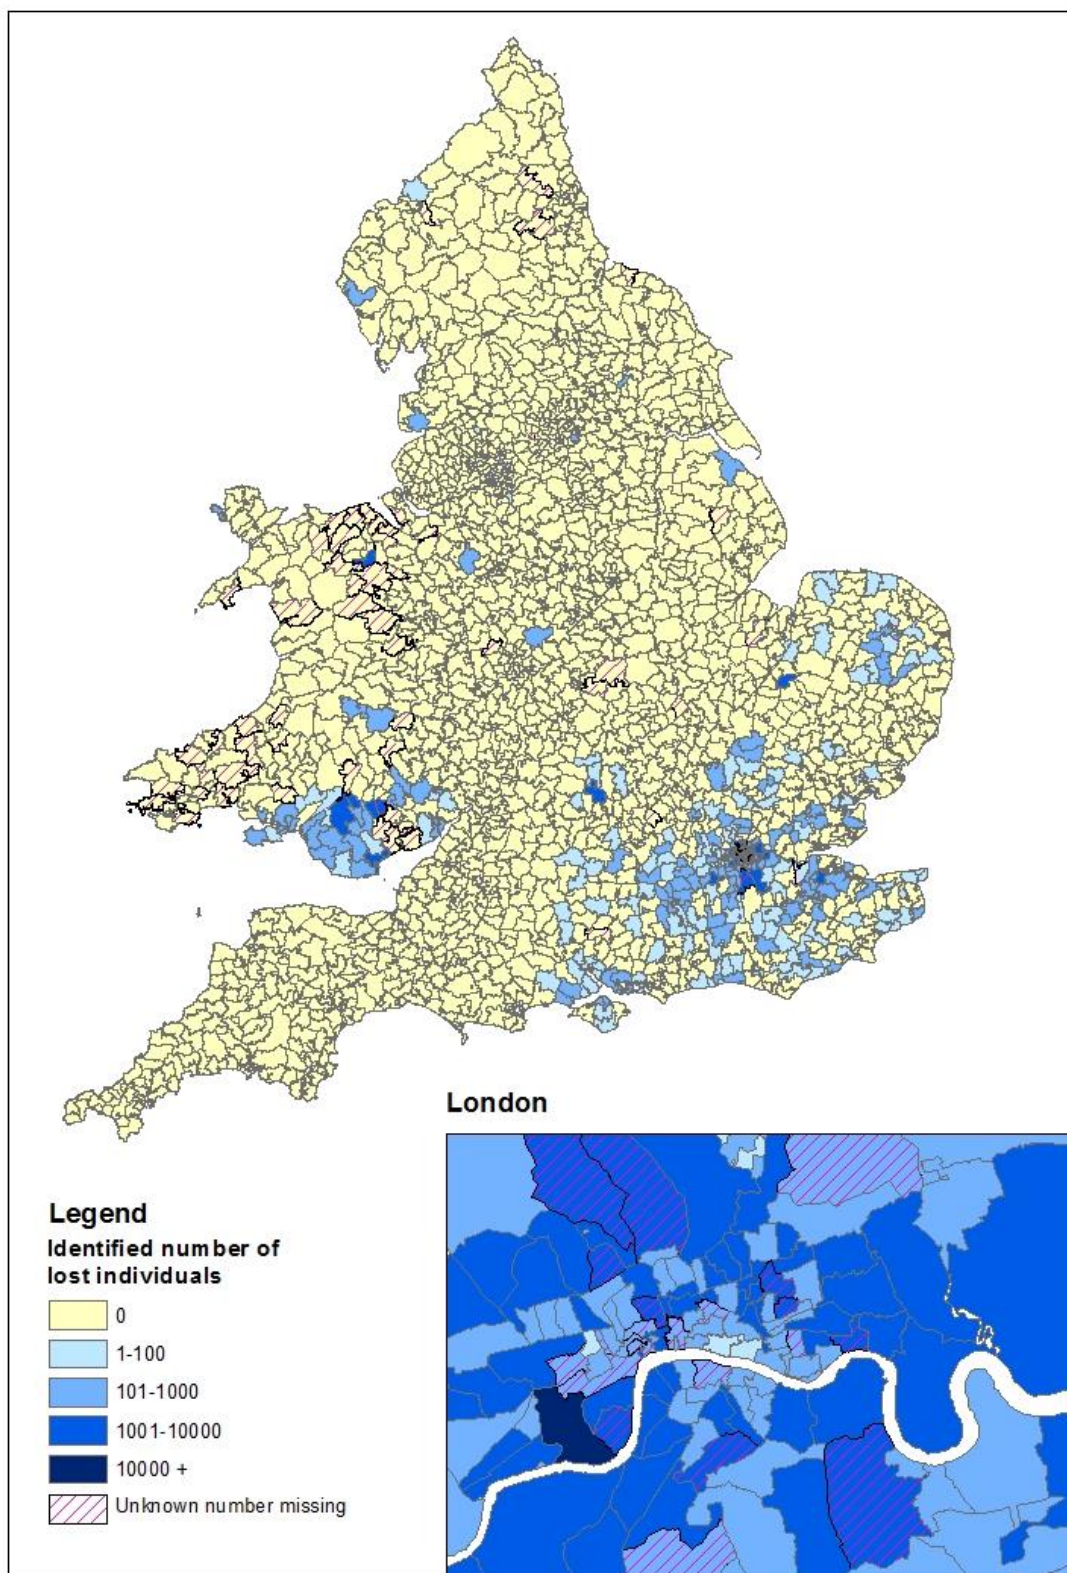 London
Legend
Identified number of
lost individuals
0
1-100
101-1000
1001-10000
10000 +
Unknown number missing